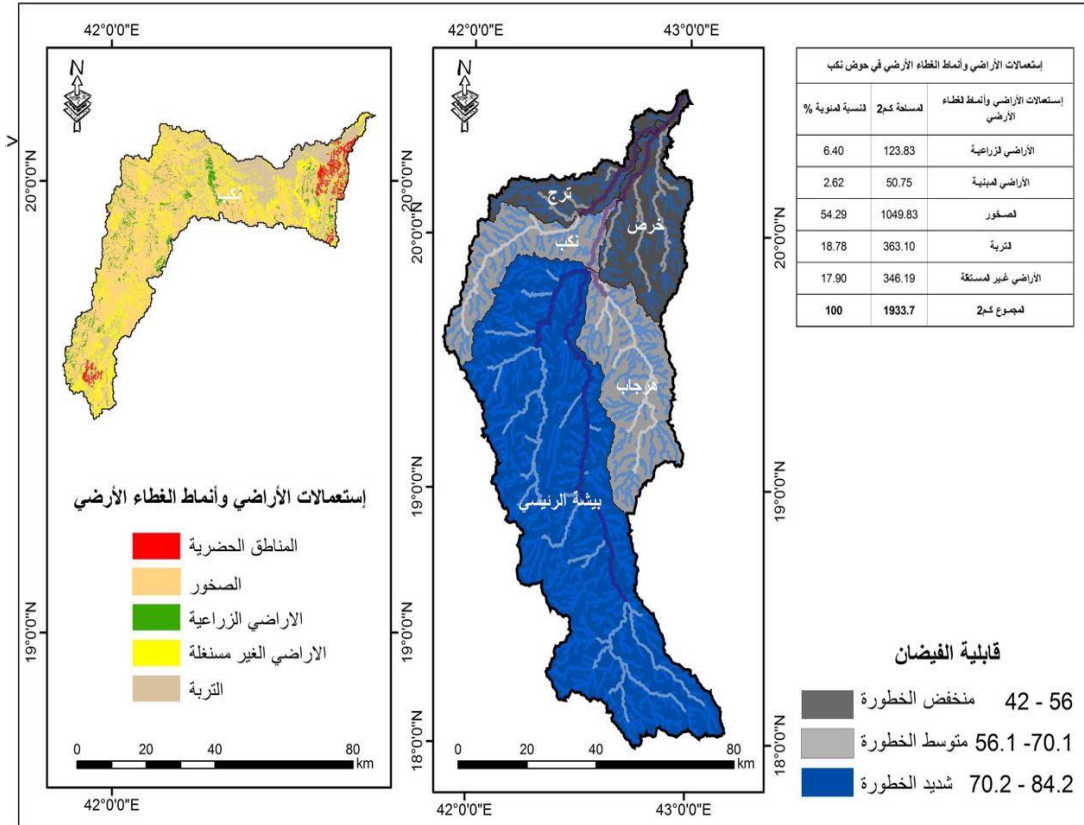 42°0'0"E
42°0'0"E 43°0'0"E
N
N
20°0'0"N
20°0'0"N
20°0'0"N
19°0'0"N
19°0'0"N
19°0'0"N
18°0'0"N
18°0'0"N
نكب
ترج
خرص
نكب
هرجاب
بيشة الرئيسي
إستعمالات الأراضي وأنماط الغطاء الأرضي في حوض نكب
إستعمالات الأراضي وأنماط الغطاء الأرضي المساحة كم2 النسبة المئوية %
الأراضي الزراعية 123.83 6.40
الأراضي المبنية 50.75 2.62
الصخور 1049.83 54.29
التربة 363.10 18.78
الأراضي غير المستغلة 346.19 17.90
المجموع كم2 1933.7 100
إستعمالات الأراضي وأنماط الغطاء الأرضي
المناطق الحضرية
الصخور
الاراضي الزراعية
الاراضي الغير مستغلة
التربة
0 20 40 60 80
km
42°0'0"E
0 20 40 60 80
km
42°0'0"E 43°0'0"E
قابلية الفيضان
منخفض الخطورة 42 - 56
متوسط الخطورة 56.1 -70.1
شديد الخطورة 70.2 - 84.2